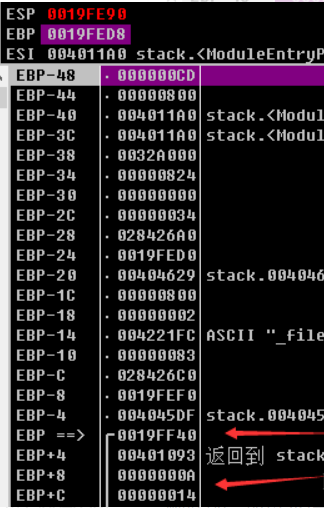 ESP 0019FE90
EBP 0019FED8
ESI 004011A0 stack.<ModuleEntryP
EBP-48 · 000000CD
EBP-44 · 00000800
EBP-40 · 004011A0 stack.<Modul
EBP-3C · 004011A0 stack.<Modul
EBP-38 · 0032A000
EBP-34 · 00000824
EBP-30 · 00000000
EBP-2C · 00000034
EBP-28 · 028426A0
EBP-24 · 0019FED0
EBP-20 · 00404629 stack.004046
EBP-1C · 00000800
EBP-18 · 00000002
EBP-14 · 004221FC ASCII "_file
EBP-10 · 00000083
EBP-C · 028426C0
EBP-8 · 0019FEF0
EBP-4 · 004045DF stack.004045
EBP ==> 0019FF40
EBP+4 00401093 返回到 stack
EBP+8 0000000A
EBP+C 00000014